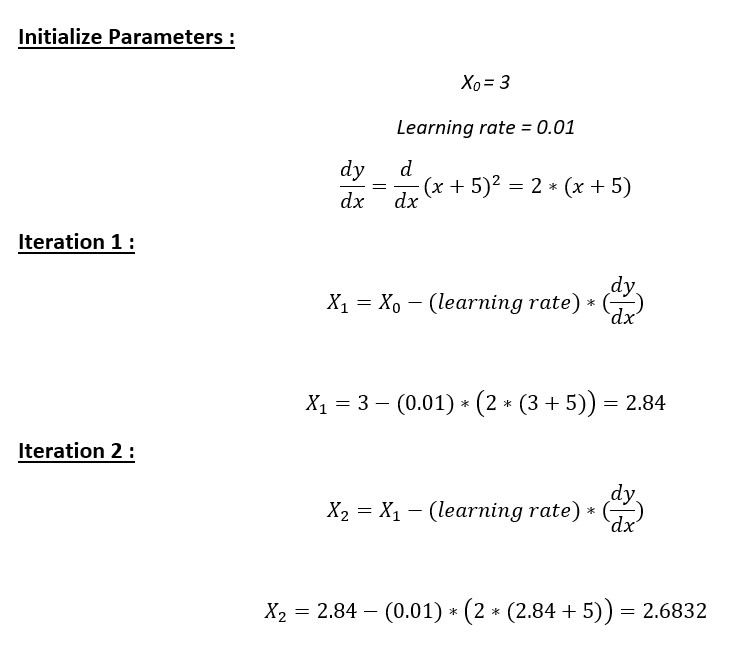 Initialize Parameters :
X₀ = 3
Learning rate = 0.01
dy/dx = d/dx (x + 5)² = 2 ∗ (x + 5)
Iteration 1 :
X₁ = X₀ − (learning rate) ∗ (dy/dx)
X₁ = 3 − (0.01) ∗ (2 ∗ (3 + 5)) = 2.84
Iteration 2 :
X₂ = X₁ − (learning rate) ∗ (dy/dx)
X₂ = 2.84 − (0.01) ∗ (2 ∗ (2.84 + 5)) = 2.6832